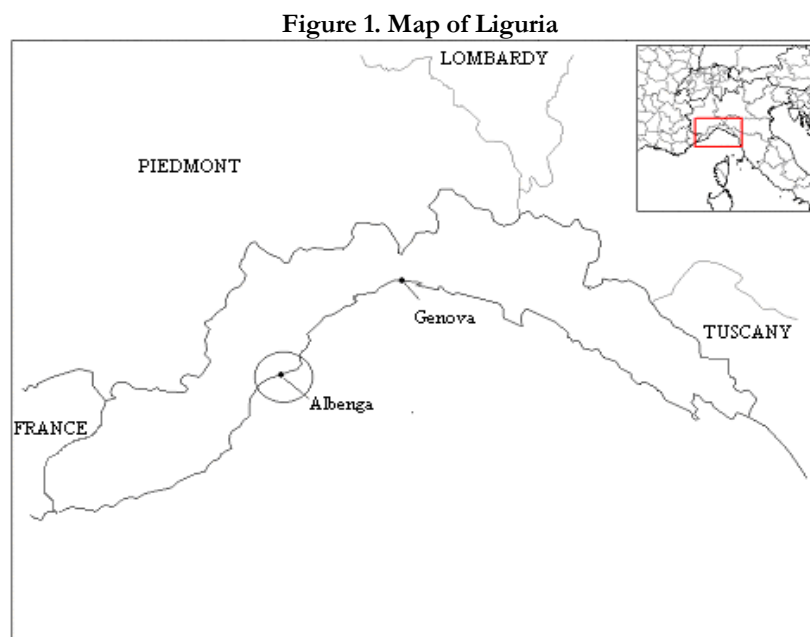 Figure 1. Map of Liguria
LOMBARDY
PIEDMONT
Genova
TUSCANY
Albenga
FRANCE